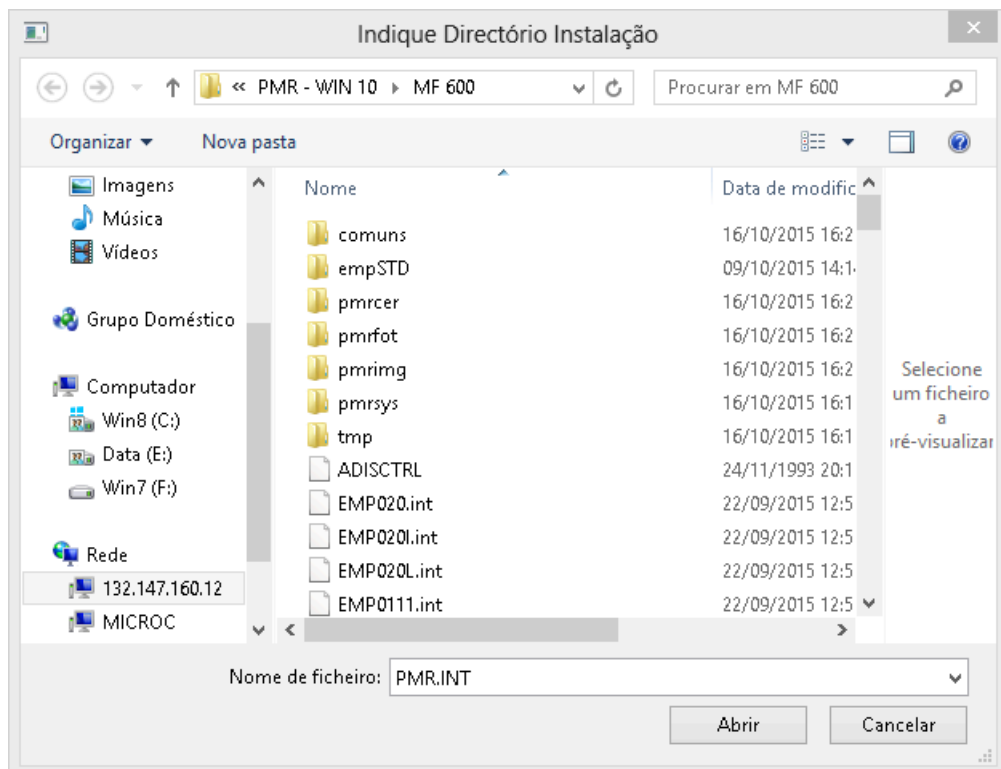 Indique Directório Instalação
« PMR - WIN 10 ▸ MF 600
Procurar em MF 600
Organizar
Nova pasta
Imagens
Música
Vídeos
Grupo Doméstico
Computador
Win8 (C:)
Data (E:)
Win7 (F:)
Rede
132.147.160.12
MICROC
Nome
Data de modific
comuns
16/10/2015 16:2
empSTD
09/10/2015 14:1
pmrcer
16/10/2015 16:2
pmrfot
16/10/2015 16:2
pmrimg
16/10/2015 16:2
pmrsys
16/10/2015 16:1
tmp
16/10/2015 16:1
ADISCTRL
24/11/1993 20:1
EMP020.int
22/09/2015 12:5
EMP020I.int
22/09/2015 12:5
EMP020L.int
22/09/2015 12:5
EMP0111.int
22/09/2015 12:5
Selecione
um ficheiro
a
ré-visualizar
Nome de ficheiro:
PMR.INT
Abrir
Cancelar